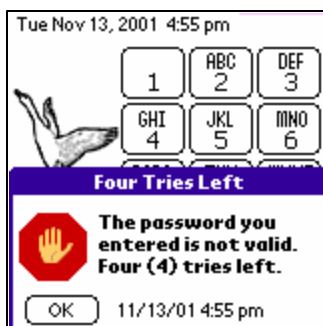 Tue Nov 13, 2001 4:55 pm
ABC DEF
1 2 3
GHI JKL MNO
4 5 6
Four Tries Left
The password you
entered is not valid.
Four (4) tries left.
OK 11/13/01 4:55 pm